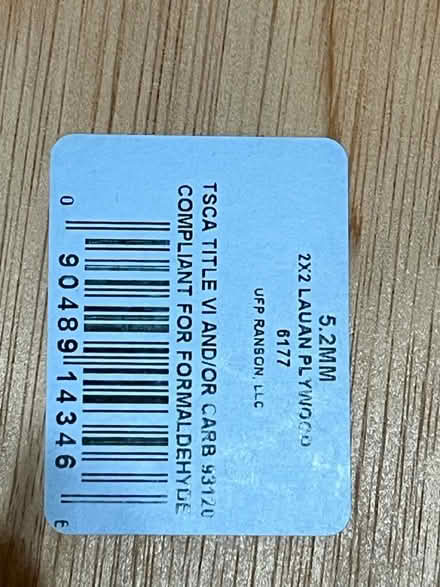 5.2MM
2X2 LAUAN PLYWOOD
6177
UFP RANSON, LLC
TSCA TITLE VI AND/OR CARB 93120
COMPLIANT FOR FORMALDEHYDE
0 90489 14346